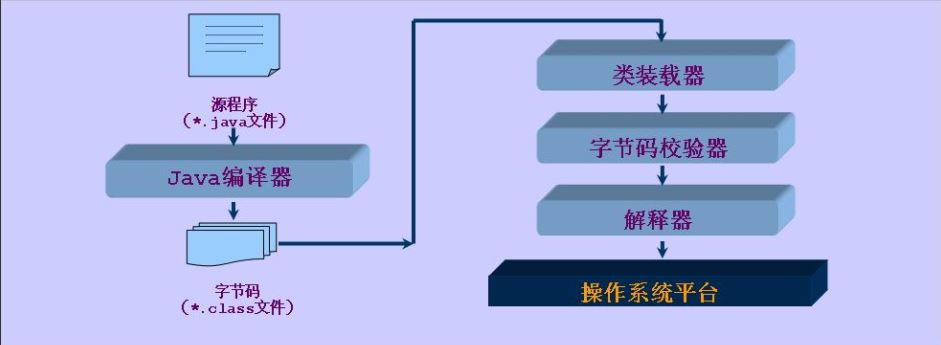 源程序
(*.java文件)
Java编译器
字节码
(*.class文件)
类装载器
字节码校验器
解释器
操作系统平台